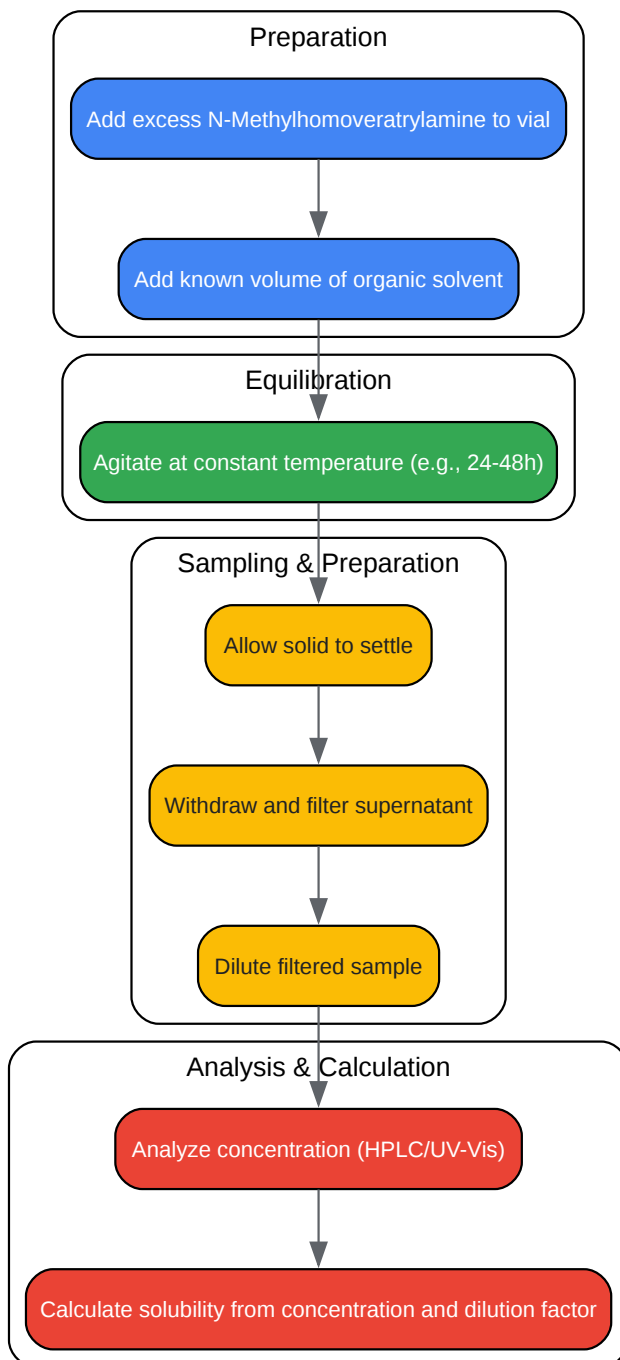 Preparation
Add excess N-Methylhomoveratrylamine to vial
Add known volume of organic solvent
Equilibration
Agitate at constant temperature (e.g., 24-48h)
Sampling & Preparation
Allow solid to settle
Withdraw and filter supernatant
Dilute filtered sample
Analysis & Calculation
Analyze concentration (HPLC/UV-Vis)
Calculate solubility from concentration and dilution factor